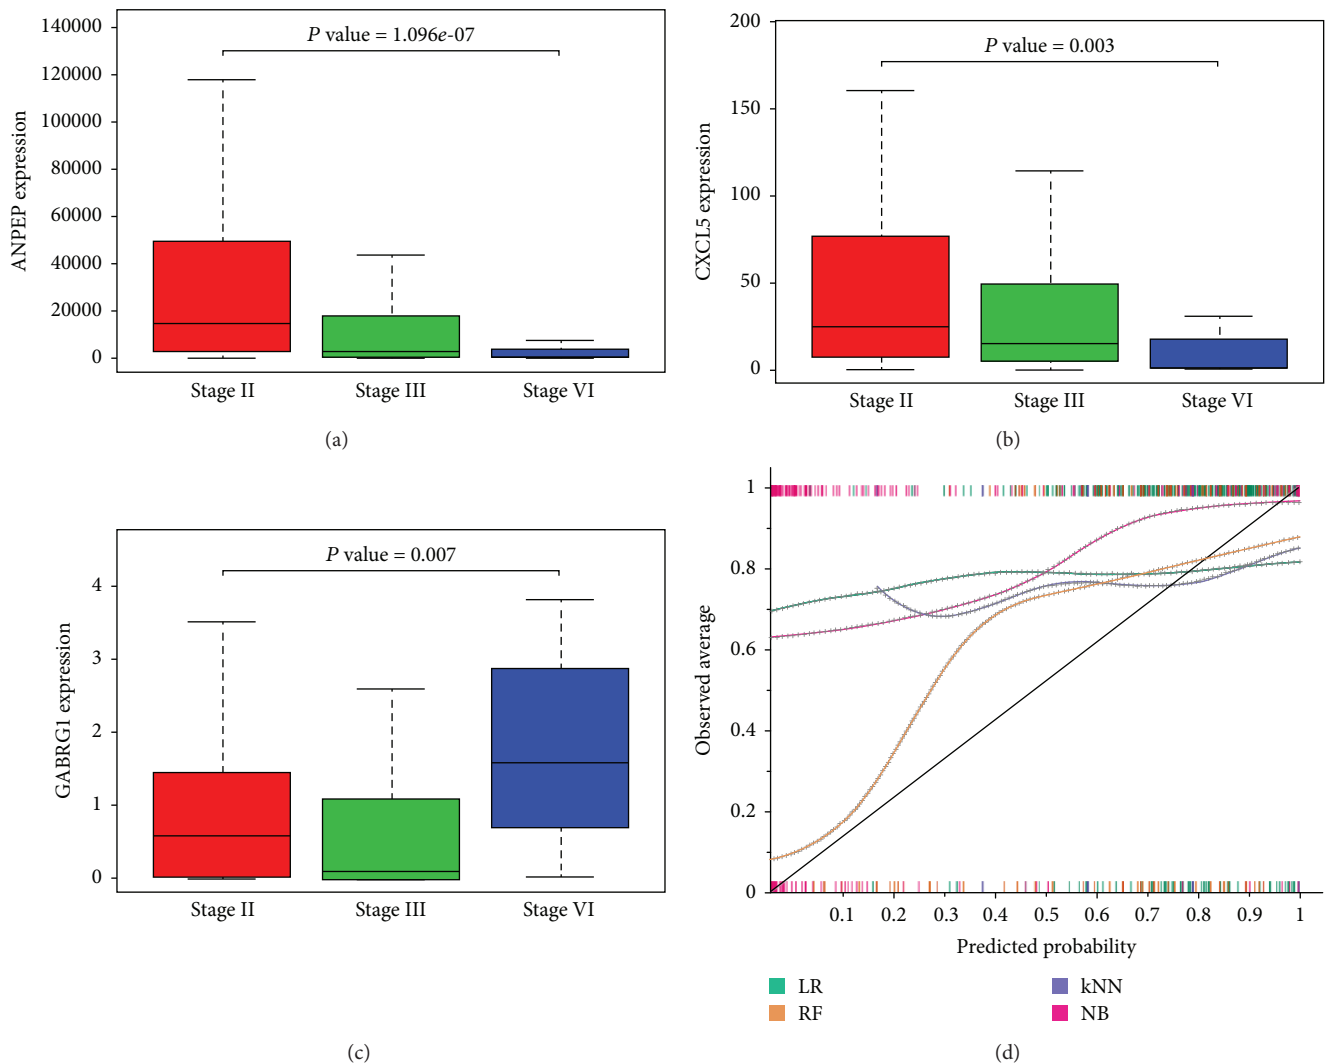 140000
120000
100000
80000
60000
40000
20000
0
ANPEP expression
P value = 1.096e-07
Stage II Stage III Stage VI
(a)
200
150
100
50
0
CXCL5 expression
P value = 0.003
Stage II Stage III Stage VI
(b)
4
3
2
1
0
GABRG1 expression
P value = 0.007
Stage II Stage III Stage VI
(c)
1
0.8
0.6
0.4
0.2
0
Observed average
0.1 0.2 0.3 0.4 0.5 0.6 0.7 0.8 0.9 1
Predicted probability
LR kNN
RF NB
(d)